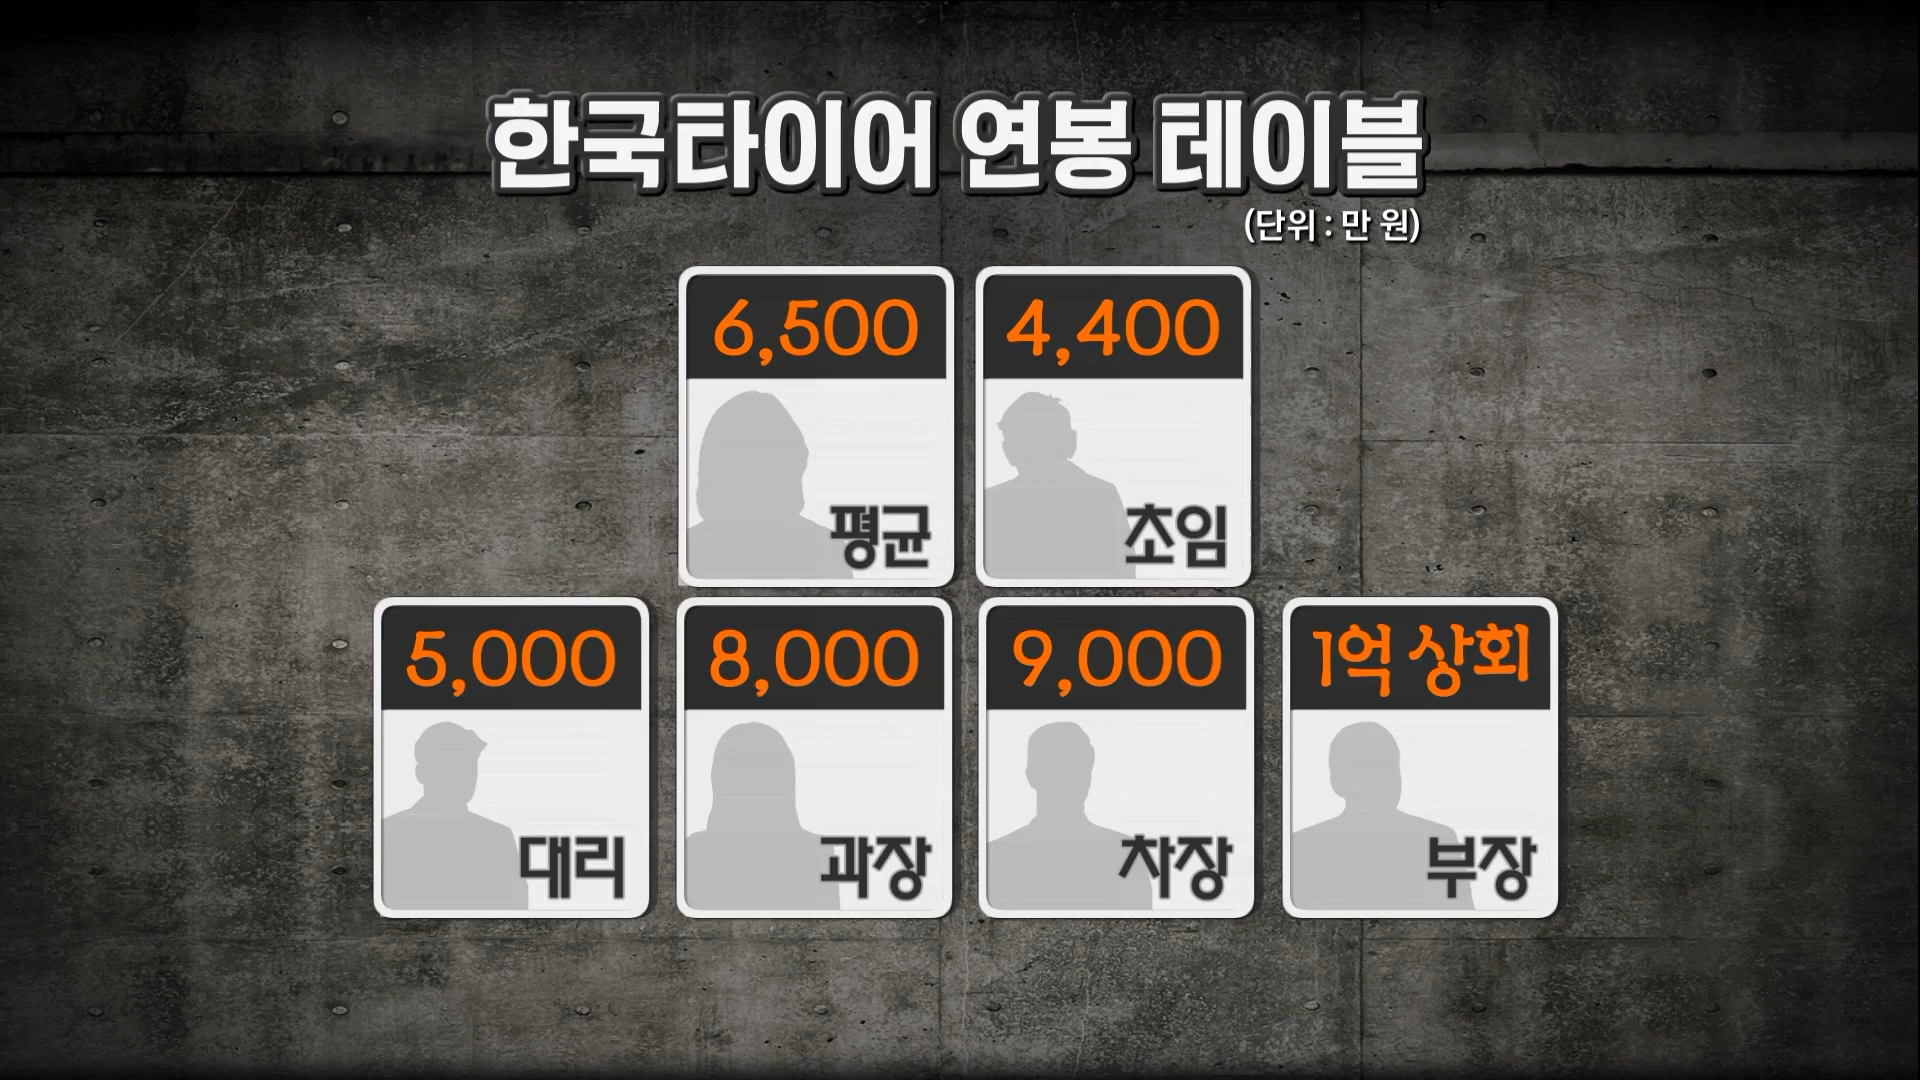 한국타이어 연봉 테이블
(단위 : 만 원)
6,500
평균
4,400
초임
5,000
대리
8,000
과장
9,000
차장
1억 상회
부장